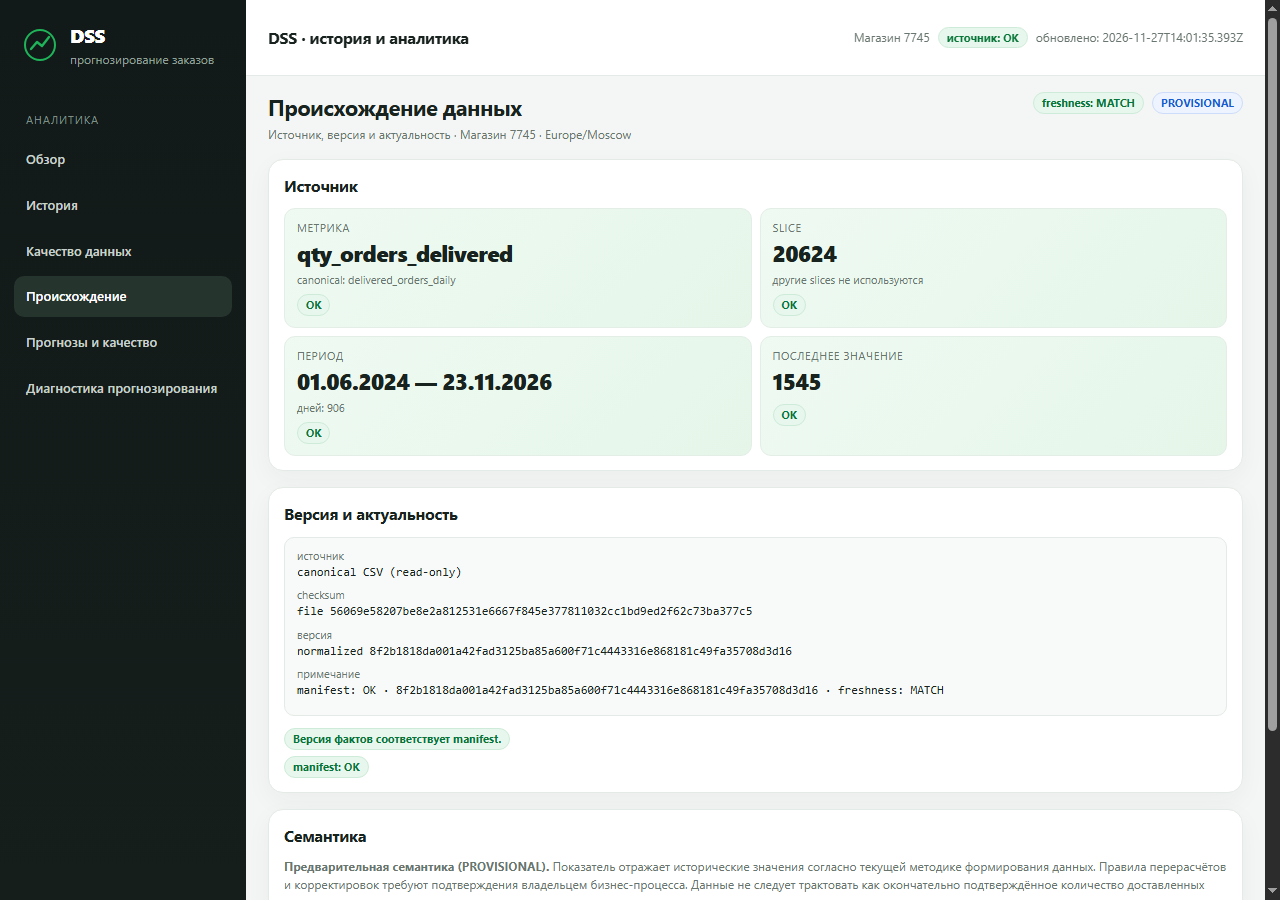 DSS
прогнозирование заказов
АНАЛИТИКА
Обзор
История
Качество данных
Происхождение
Прогнозы и качество
Диагностика прогнозирования
DSS · история и аналитика
Магазин 7745 источник: OK обновлено: 2026-11-27T14:01:35.393Z
Происхождение данных
freshness: MATCH PROVISIONAL
Источник, версия и актуальность · Магазин 7745 · Europe/Moscow
Источник
МЕТРИКА
qty_orders_delivered
canonical: delivered_orders_daily
OK
SLICE
20624
другие slices не используются
OK
ПЕРИОД
01.06.2024 — 23.11.2026
дней: 906
OK
ПОСЛЕДНЕЕ ЗНАЧЕНИЕ
1545
OK
Версия и актуальность
источник
canonical CSV (read-only)
checksum
file 56069e58207be8e2a812531e6667f845e377811032cc1bd9ed2f62c73ba377c5
версия
normalized 8f2b1818da001a42fad3125ba85a600f71c4443316e868181c49fa35708d3d16
примечание
manifest: OK · 8f2b1818da001a42fad3125ba85a600f71c4443316e868181c49fa35708d3d16 · freshness: MATCH
Версия фактов соответствует manifest.
manifest: OK
Семантика
Предварительная семантика (PROVISIONAL). Показатель отражает исторические значения согласно текущей методике формирования данных. Правила перерасчётов
и корректировок требуют подтверждения владельцем бизнес-процесса. Данные не следует трактовать как окончательно подтверждённое количество доставленных